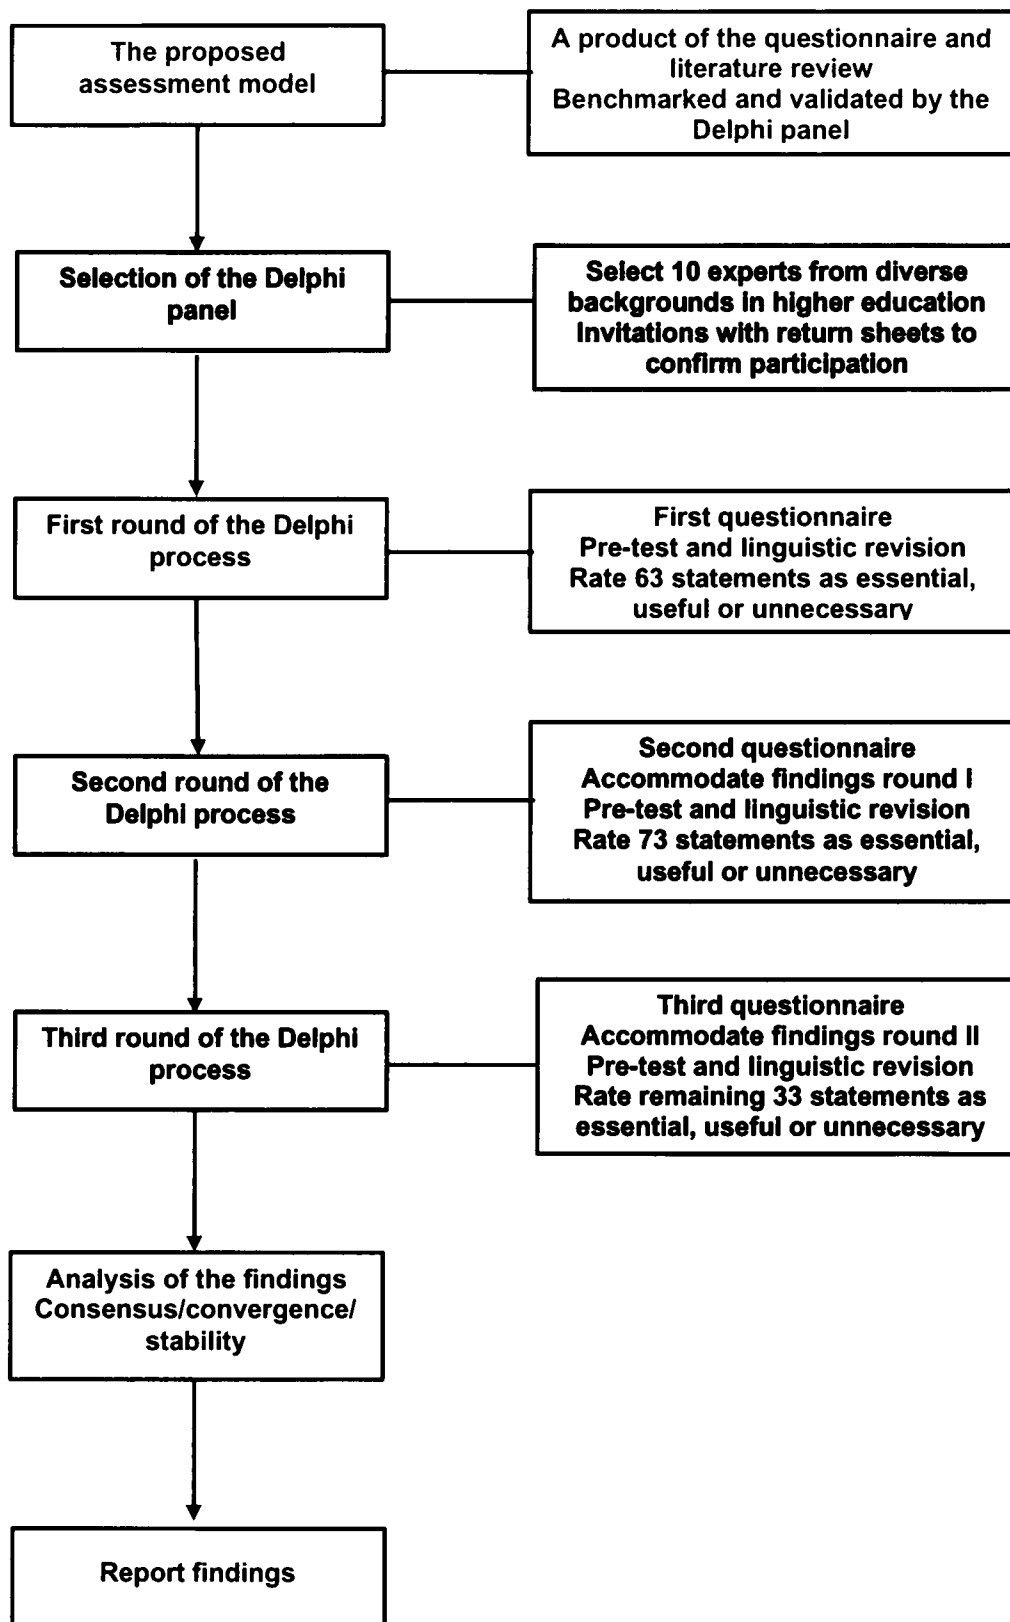 The proposed
assessment model
A product of the questionnaire and
literature review
Benchmarked and validated by the
Delphi panel
Selection of the Delphi
panel
Select 10 experts from diverse
backgrounds in higher education
Invitations with return sheets to
confirm participation
First round of the Delphi
process
First questionnaire
Pre-test and linguistic revision
Rate 63 statements as essential,
useful or unnecessary
Second round of the
Delphi process
Second questionnaire
Accommodate findings round I
Pre-test and linguistic revision
Rate 73 statements as essential,
useful or unnecessary
Third round of the Delphi
process
Third questionnaire
Accommodate findings round II
Pre-test and linguistic revision
Rate remaining 33 statements as
essential, useful or unnecessary
Analysis of the findings
Consensus/convergence/
stability
Report findings